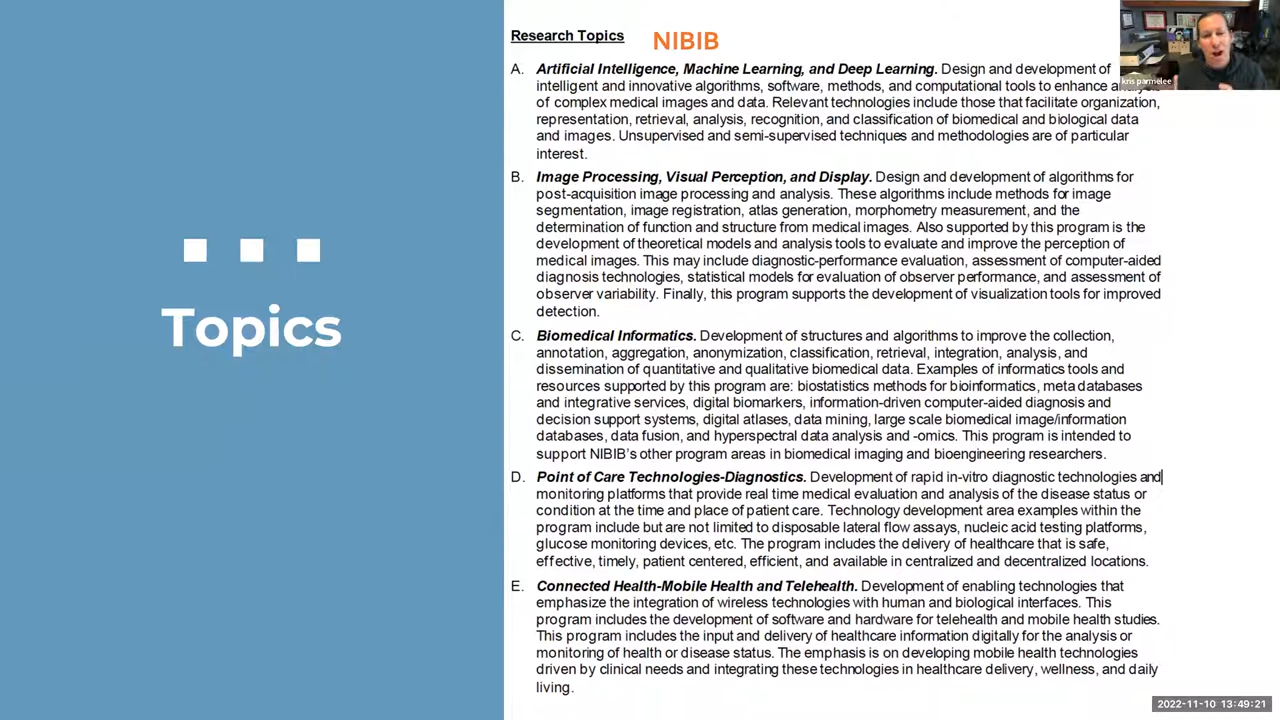 Topics
Research Topics NIBIB
A. Artificial Intelligence, Machine Learning, and Deep Learning. Design and development of
intelligent and innovative algorithms, software, methods, and computational tools to enhance
of complex medical images and data. Relevant technologies include those that facilitate organization,
representation, retrieval, analysis, recognition, and classification of biomedical and biological data
and images. Unsupervised and semi-supervised techniques and methodologies are of particular
interest.
B. Image Processing, Visual Perception, and Display. Design and development of algorithms for
post-acquisition image processing and analysis. These algorithms include methods for image
segmentation, image registration, atlas generation, morphometry measurement, and the
determination of function and structure from medical images. Also supported by this program is the
development of theoretical models and analysis tools to evaluate and improve the perception of
medical images. This may include diagnostic-performance evaluation, assessment of computer-aided
diagnosis technologies, statistical models for evaluation of observer performance, and assessment of
observer variability. Finally, this program supports the development of visualization tools for improved
detection.
C. Biomedical Informatics. Development of structures and algorithms to improve the collection,
annotation, aggregation, anonymization, classification, retrieval, integration, analysis, and
dissemination of quantitative and qualitative biomedical data. Examples of informatics tools and
resources supported by this program are: biostatistics methods for bioinformatics, meta databases
and integrative services, digital biomarkers, information-driven computer-aided diagnosis and
decision support systems, digital atlases, data mining, large scale biomedical image/information
databases, data fusion, and hyperspectral data analysis and -omics. This program is intended to
support NIBIB's other program areas in biomedical imaging and bioengineering researchers.
D. Point of Care Technologies-Diagnostics. Development of rapid in-vitro diagnostic technologies and
monitoring platforms that provide real time medical evaluation and analysis of the disease status or
condition at the time and place of patient care. Technology development area examples within the
program include but are not limited to disposable lateral flow assays, nucleic acid testing platforms,
glucose monitoring devices, etc. The program includes the delivery of healthcare that is safe,
effective, timely, patient centered, efficient, and available in centralized and decentralized locations.
E. Connected Health-Mobile Health and Telehealth. Development of enabling technologies that
emphasize the integration of wireless technologies with human and biological interfaces. This
program includes the development of software and hardware for telehealth and mobile health studies.
This program includes the input and delivery of healthcare information digitally for the analysis or
monitoring of health or disease status. The emphasis is on developing mobile health technologies
driven by clinical needs and integrating these technologies in healthcare delivery, wellness, and daily
living.
kris parmelee
2022-11-10 13:49:21